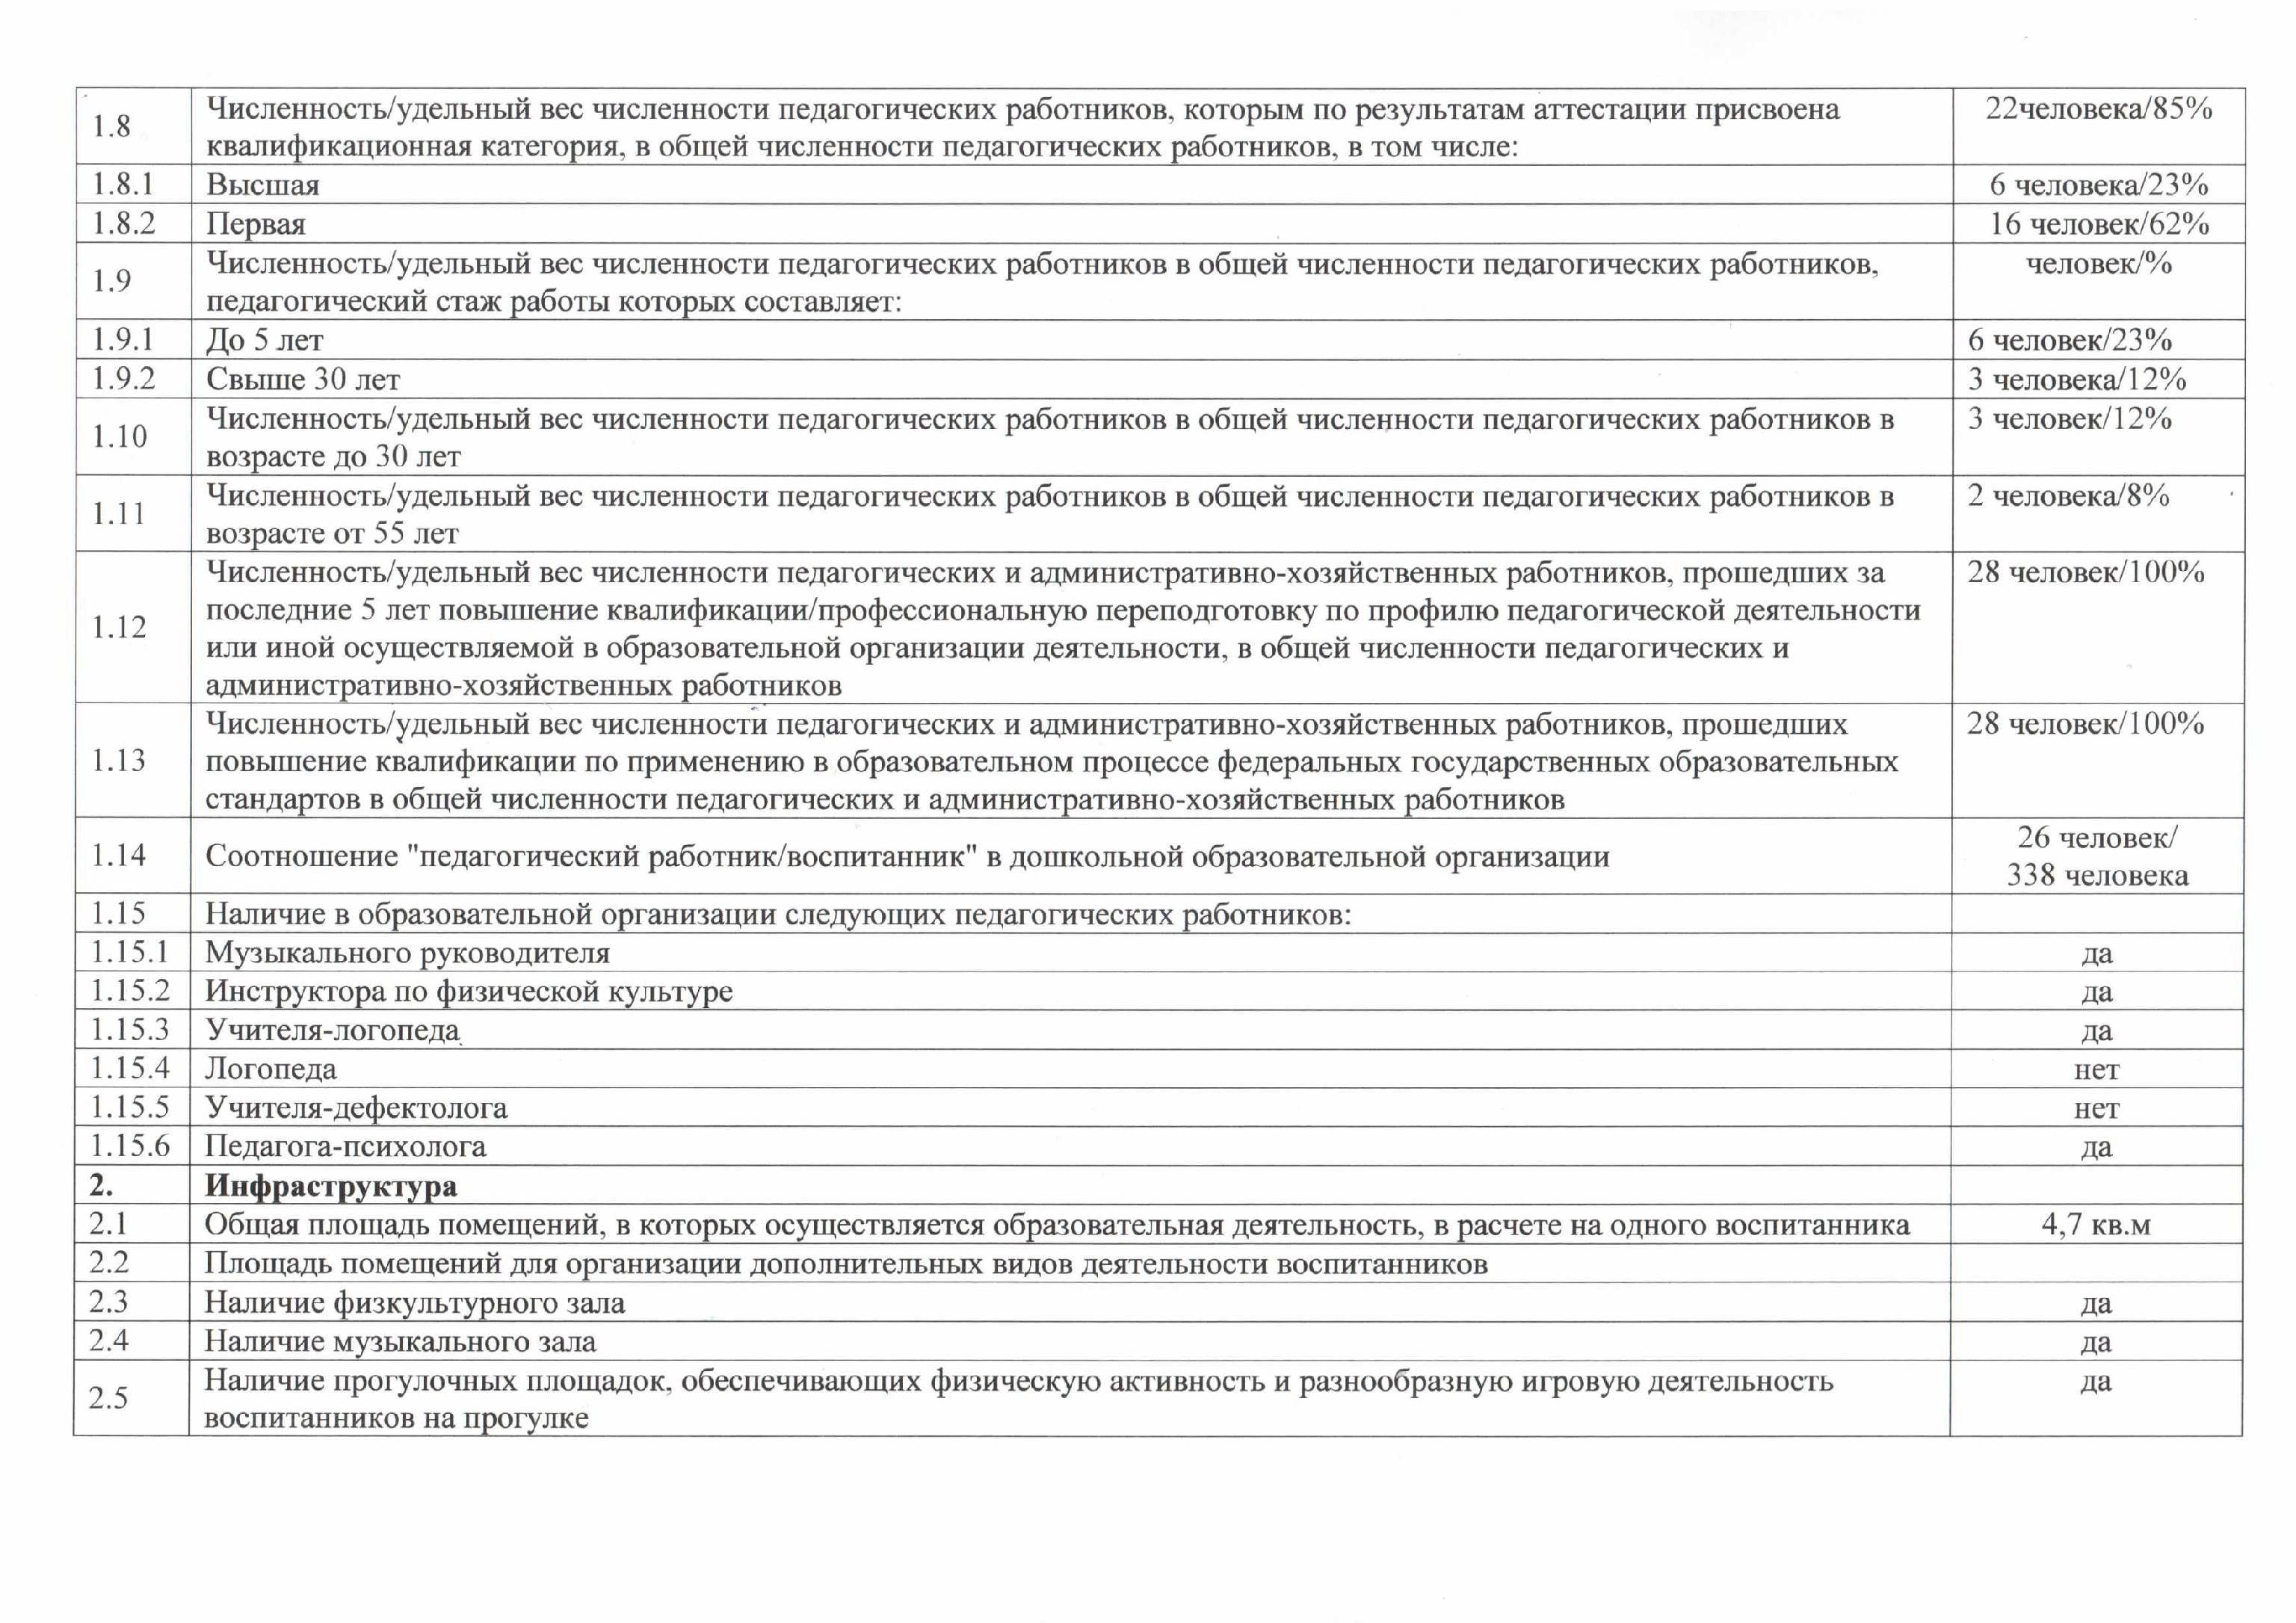 1.8 Численность/удельный вес численности педагогических работников, которым по результатам аттестации присвоена 22человека/85%
квалификационная категория, в общей численности педагогических работников, в том числе:
1.8.1 Высшая 6 человека/23%
1.8.2 Первая 16 человек/62%
1.9 Численность/удельный вес численности педагогических работников в общей численности педагогических работников, человек/%
педагогический стаж работы которых составляет:
1.9.1 До 5 лет 6 человек/23%
1.9.2 Свыше 30 лет 3 человека/12%
1.10 Численность/удельный вес численности педагогических работников в общей численности педагогических работников в 3 человек/12%
возрасте до 30 лет
1.11 Численность/удельный вес численности педагогических работников в общей численности педагогических работников в 2 человека/8%
возрасте от 55 лет
1.12 Численность/удельный вес численности педагогических и административно-хозяйственных работников, прошедших за 28 человек/100%
последние 5 лет повышение квалификации/профессиональную переподготовку по профилю педагогической деятельности
или иной осуществляемой в образовательной организации деятельности, в общей численности педагогических и
административно-хозяйственных работников
1.13 Численность/удельный вес численности педагогических и административно-хозяйственных работников, прошедших 28 человек/100%
повышение квалификации по применению в образовательном процессе федеральных государственных образовательных
стандартов в общей численности педагогических и административно-хозяйственных работников
1.14 Соотношение "педагогический работник/воспитанник" в дошкольной образовательной организации 26 человек/
338 человека
1.15 Наличие в образовательной организации следующих педагогических работников:
1.15.1 Музыкального руководителя да
1.15.2 Инструктора по физической культуре да
1.15.3 Учителя-логопеда да
1.15.4 Логопеда нет
1.15.5 Учителя-дефектолога нет
1.15.6 Педагога-психолога да
2. Инфраструктура
2.1 Общая площадь помещений, в которых осуществляется образовательная деятельность, в расчете на одного воспитанника 4,7 кв.м
2.2 Площадь помещений для организации дополнительных видов деятельности воспитанников
2.3 Наличие физкультурного зала да
2.4 Наличие музыкального зала да
2.5 Наличие прогулочных площадок, обеспечивающих физическую активность и разнообразную игровую деятельность да
воспитанников на прогулке